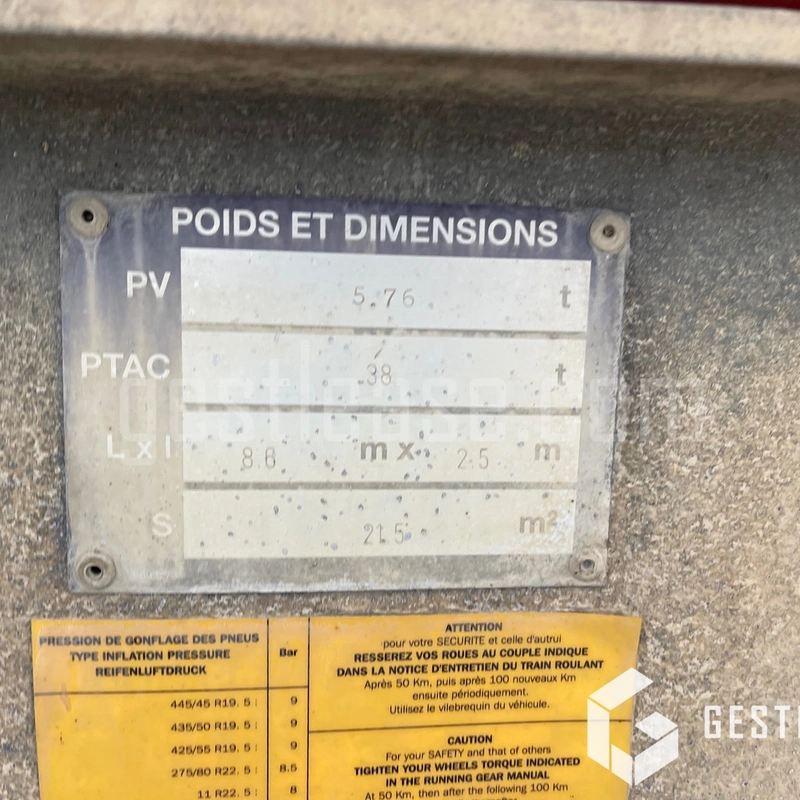 POIDS ET DIMENSIONS
PV 5.76 t
PTAC 38 t
L x l 8.6 m x 2.5 m
S 21.5 m²
gestlease.com
PRESSION DE GONFLAGE DES PNEUS
TYPE INFLATION PRESSURE
REIFENLUFTDRUCK
Bar
445/45 R19. 5 : 9
435/50 R19. 5 : 9
425/55 R19. 5 : 9
275/80 R22. 5 : 8.5
11 R22. 5 : 8
ATTENTION
pour votre SECURITE et celle d'autrui
RESSEREZ VOS ROUES AU COUPLE INDIQUE
DANS LA NOTICE D'ENTRETIEN DU TRAIN ROULANT
Après 50 Km, puis après 100 nouveaux Km
ensuite périodiquement.
Utilisez le vilebrequin du véhicule.
CAUTION
For your SAFETY and that of others
TIGHTEN YOUR WHEELS TORQUE INDICATED
IN THE RUNNING GEAR MANUAL
At 50 Km, then after the following 100 Km
GESTL